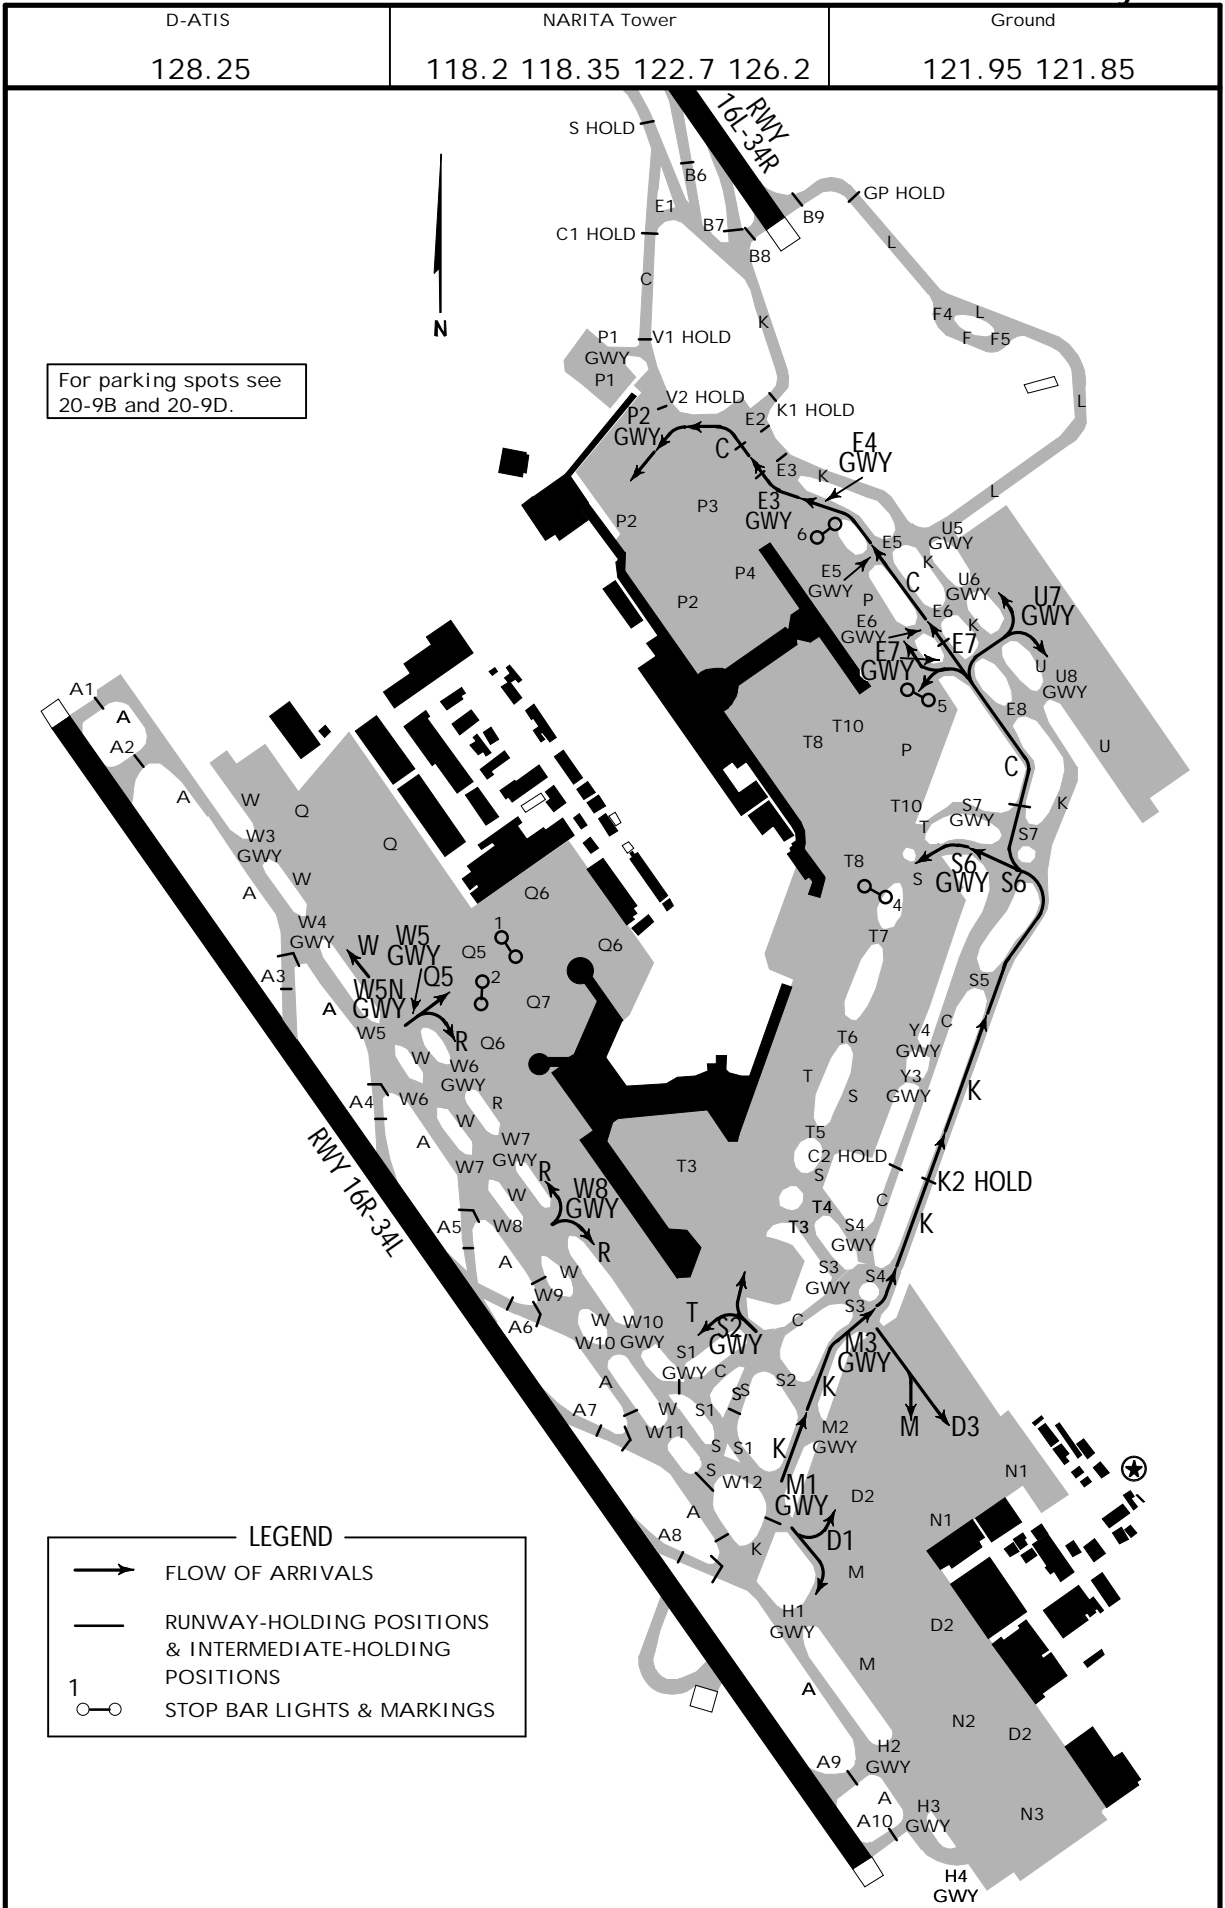 D-ATIS
128.25
NARITA Tower
118.2 118.35 122.7 126.2
Ground
121.95 121.85
RWY
16L-34R
S HOLD
B6
E1
B7
B9
GP HOLD
C1 HOLD
B8
L
C
K
F4
L
F
F5
N
P1
GWY
P1
V1 HOLD
For parking spots see
20-9B and 20-9D.
V2 HOLD
K1 HOLD
L
P2
GWY
E2
C
E4
GWY
E3
K
L
E3
GWY
P2
P3
6
E5
U5
GWY
K
P4
E5
GWY
C
U6
GWY
U7
GWY
P2
P
E6
K
E6
GWY
E7
E7
GWY
U
U8
GWY
5
E8
A1
A
A2
T10
T8
P
U
C
A
W
Q
T10
S7
GWY
K
T
S7
W3
GWY
Q
T8
S
S6
GWY
S6
W
A
Q6
4
W4
GWY
1
T7
W
W5
GWY
Q5
Q6
A3
Q5
2
S5
W5N
GWY
A
Q7
W5
R
Q6
T6
Y4
GWY
C
W
W6
GWY
T
Y3
GWY
K
A4
W6
R
S
W
A
W7
GWY
T5
C2 HOLD
W7
R
T3
S
K2 HOLD
W
W8
GWY
T4
C
A5
W8
T3
S4
GWY
K
RWY 16R-34L
R
A
W
S3
GWY
S4
W9
S3
A6
W
W10
GWY
T
S2
GWY
C
W10
M3
GWY
S1
GWY
C
S2
K
A
SS
A7
W
S1
M
D3
W11
M2
GWY
S
S1
K
N1
S
W12
M1
GWY
D2
A
N1
A8
D1
K
M
H1
GWY
D2
M
A
N2
D2
H2
GWY
A9
A
H3
GWY
N3
A10
H4
GWY
LEGEND
FLOW OF ARRIVALS
RUNWAY-HOLDING POSITIONS
& INTERMEDIATE-HOLDING
POSITIONS
1
STOP BAR LIGHTS & MARKINGS